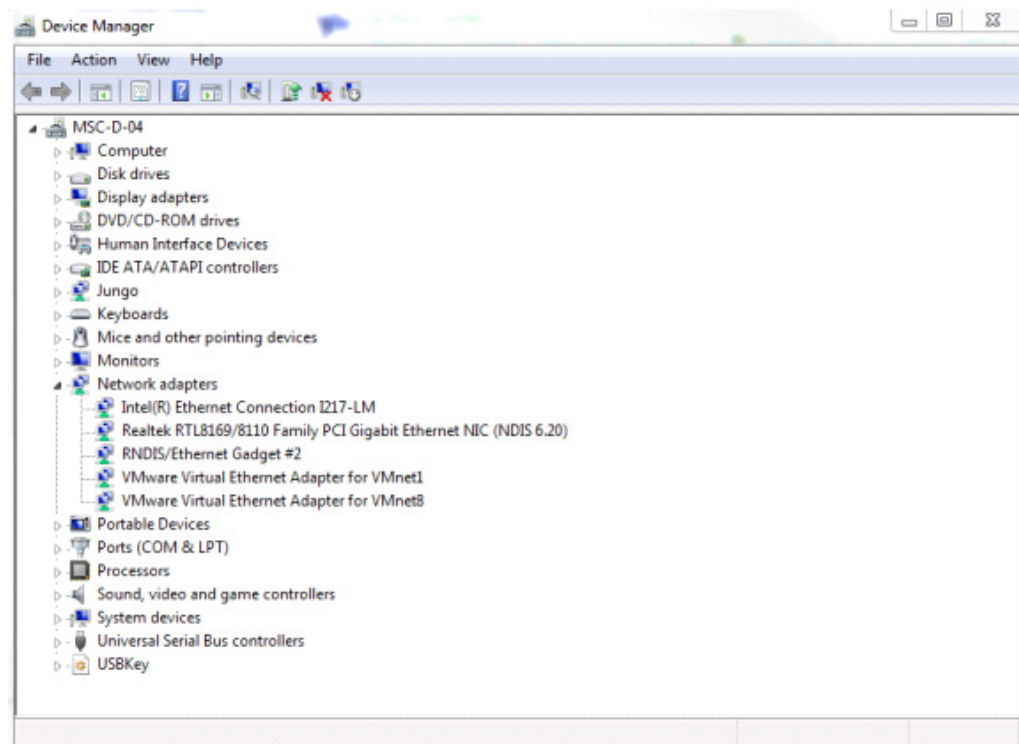 Device Manager
File Action View Help
MSC-D-04
Computer
Disk drives
Display adapters
DVD/CD-ROM drives
Human Interface Devices
IDE ATA/ATAPI controllers
Jungo
Keyboards
Mice and other pointing devices
Monitors
Network adapters
Intel(R) Ethernet Connection I217-LM
Realtek RTL8169/8110 Family PCI Gigabit Ethernet NIC (NDIS 6.20)
RNDIS/Ethernet Gadget #2
VMware Virtual Ethernet Adapter for VMnet1
VMware Virtual Ethernet Adapter for VMnet8
Portable Devices
Ports (COM & LPT)
Processors
Sound, video and game controllers
System devices
Universal Serial Bus controllers
USBKey